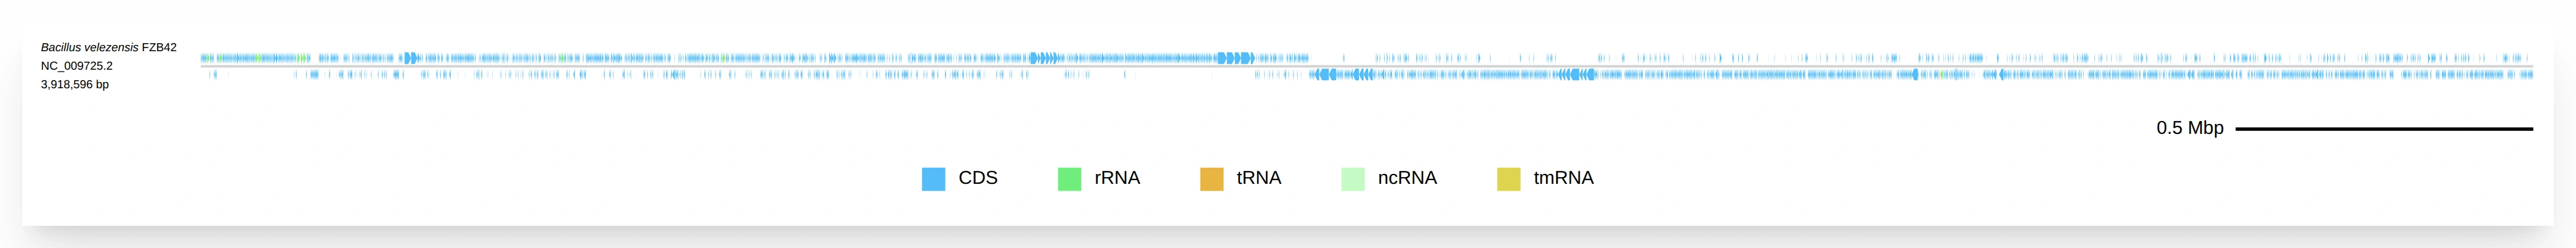 Bacillus velezensis FZB42
NC_009725.2
3,918,596 bp
0.5 Mbp
CDS rRNA tRNA ncRNA tmRNA